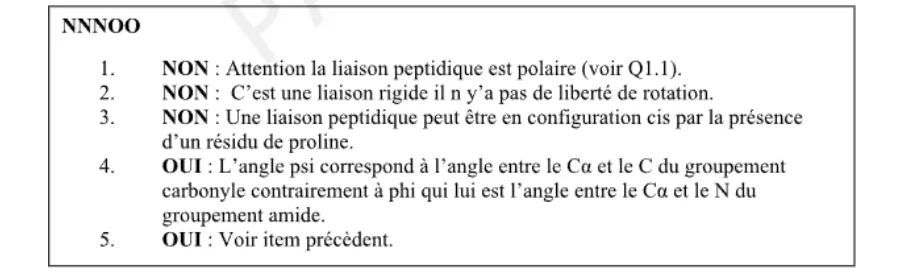 NNNOO
1. NON : Attention la liaison peptidique est polaire (voir Q1.1).
2. NON : C’est une liaison rigide il n y’a pas de liberté de rotation.
3. NON : Une liaison peptidique peut être en configuration cis par la présence
d’un résidu de proline.
4. OUI : L’angle psi correspond à l’angle entre le Cα et le C du groupement
carbonyle contrairement à phi qui lui est l’angle entre le Cα et le N du
groupement amide.
5. OUI : Voir item précèdent.